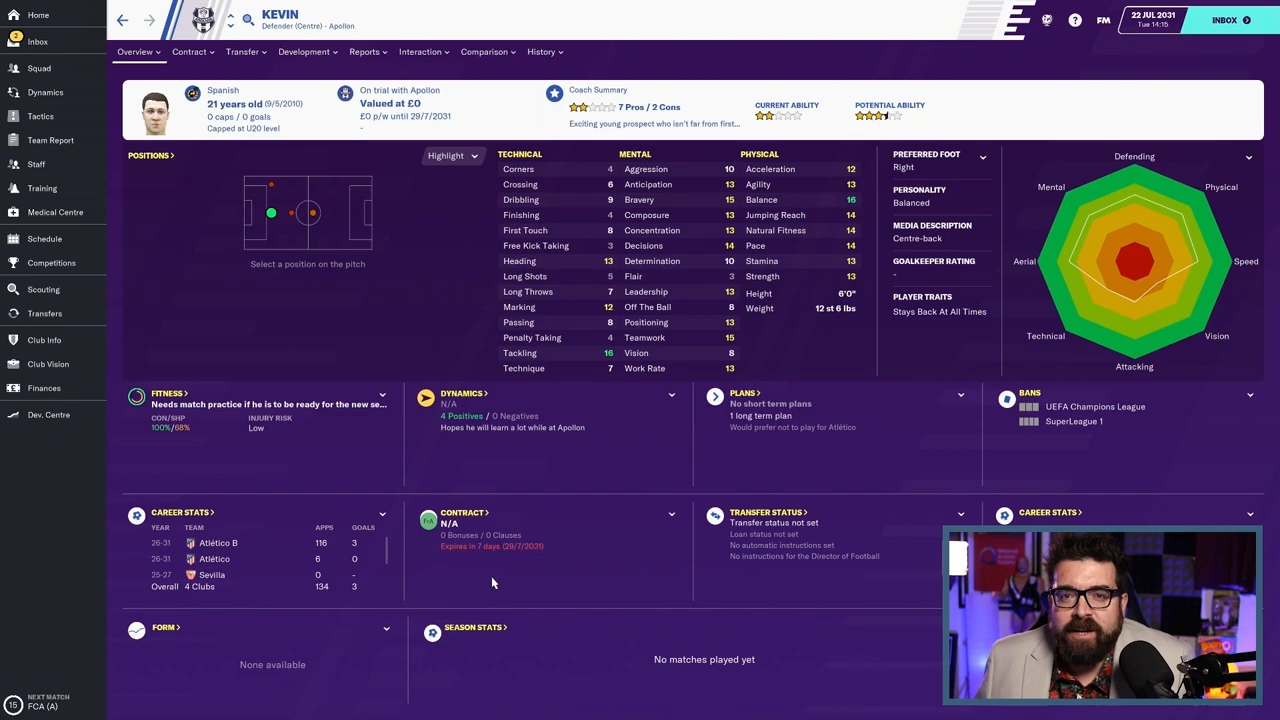 Home
2
Inbox
Squad
Dynamics
Tactics
Team Report
Staff
Training
Medical Centre
Schedule
Competitions
Scouting
Transfers
Club Info
Club Vision
Finances
Dev. Centre
15
NEXT MATCH
FCA (A)
KEVIN
Defender (Centre) - Apollon
?
FM
22 JUL 2031
Tue 14:15
INBOX
Overview
Contract
Transfer
Development
Reports
Interaction
Comparison
History
Spanish
21 years old (9/5/2010)
0 caps / 0 goals
Capped at U20 level
On trial with Apollon
Valued at £0
£0 p/w until 29/7/2031
-
Coach Summary
7 Pros / 2 Cons
Exciting young prospect who isn't far from first...
CURRENT ABILITY
POTENTIAL ABILITY
POSITIONS
Highlight
Select a position on the pitch
TECHNICAL
Corners 4
Crossing 6
Dribbling 9
Finishing 4
First Touch 8
Free Kick Taking 3
Heading 13
Long Shots 5
Long Throws 7
Marking 12
Passing 8
Penalty Taking 4
Tackling 16
Technique 7
MENTAL
Aggression 10
Anticipation 13
Bravery 15
Composure 13
Concentration 13
Decisions 14
Determination 10
Flair 3
Leadership 13
Off The Ball 8
Positioning 13
Teamwork 15
Vision 8
Work Rate 13
PHYSICAL
Acceleration 12
Agility 13
Balance 16
Jumping Reach 14
Natural Fitness 14
Pace 14
Stamina 13
Strength 13
Height 6'0"
Weight 12 st 6 lbs
PREFERRED FOOT
Right
PERSONALITY
Balanced
MEDIA DESCRIPTION
Centre-back
GOALKEEPER RATING
-
PLAYER TRAITS
Stays Back At All Times
Defending
Mental
Physical
Aerial
Speed
Technical
Vision
Attacking
FITNESS
Needs match practice if he is to be ready for the new se...
CON/SHP
100%/68%
INJURY RISK
Low
DYNAMICS
N/A
4 Positives / 0 Negatives
Hopes he will learn a lot while at Apollon
PLANS
No short term plans
1 long term plan
Would prefer not to play for Atlético
BANS
UEFA Champions League
SuperLeague 1
CAREER STATS
YEAR TEAM APPS GOALS
26-31 Atlético B 116 3
26-31 Atlético 6 0
25-27 Sevilla 0 -
Overall 4 Clubs 134 3
FrA
CONTRACT
N/A
0 Bonuses / 0 Clauses
Expires in 7 days (29/7/2031)
TRANSFER STATUS
Transfer status not set
Loan status not set
No automatic instructions set
No instructions for the Director of Football
CAREER STATS
FORM
None available
SEASON STATS
No matches played yet